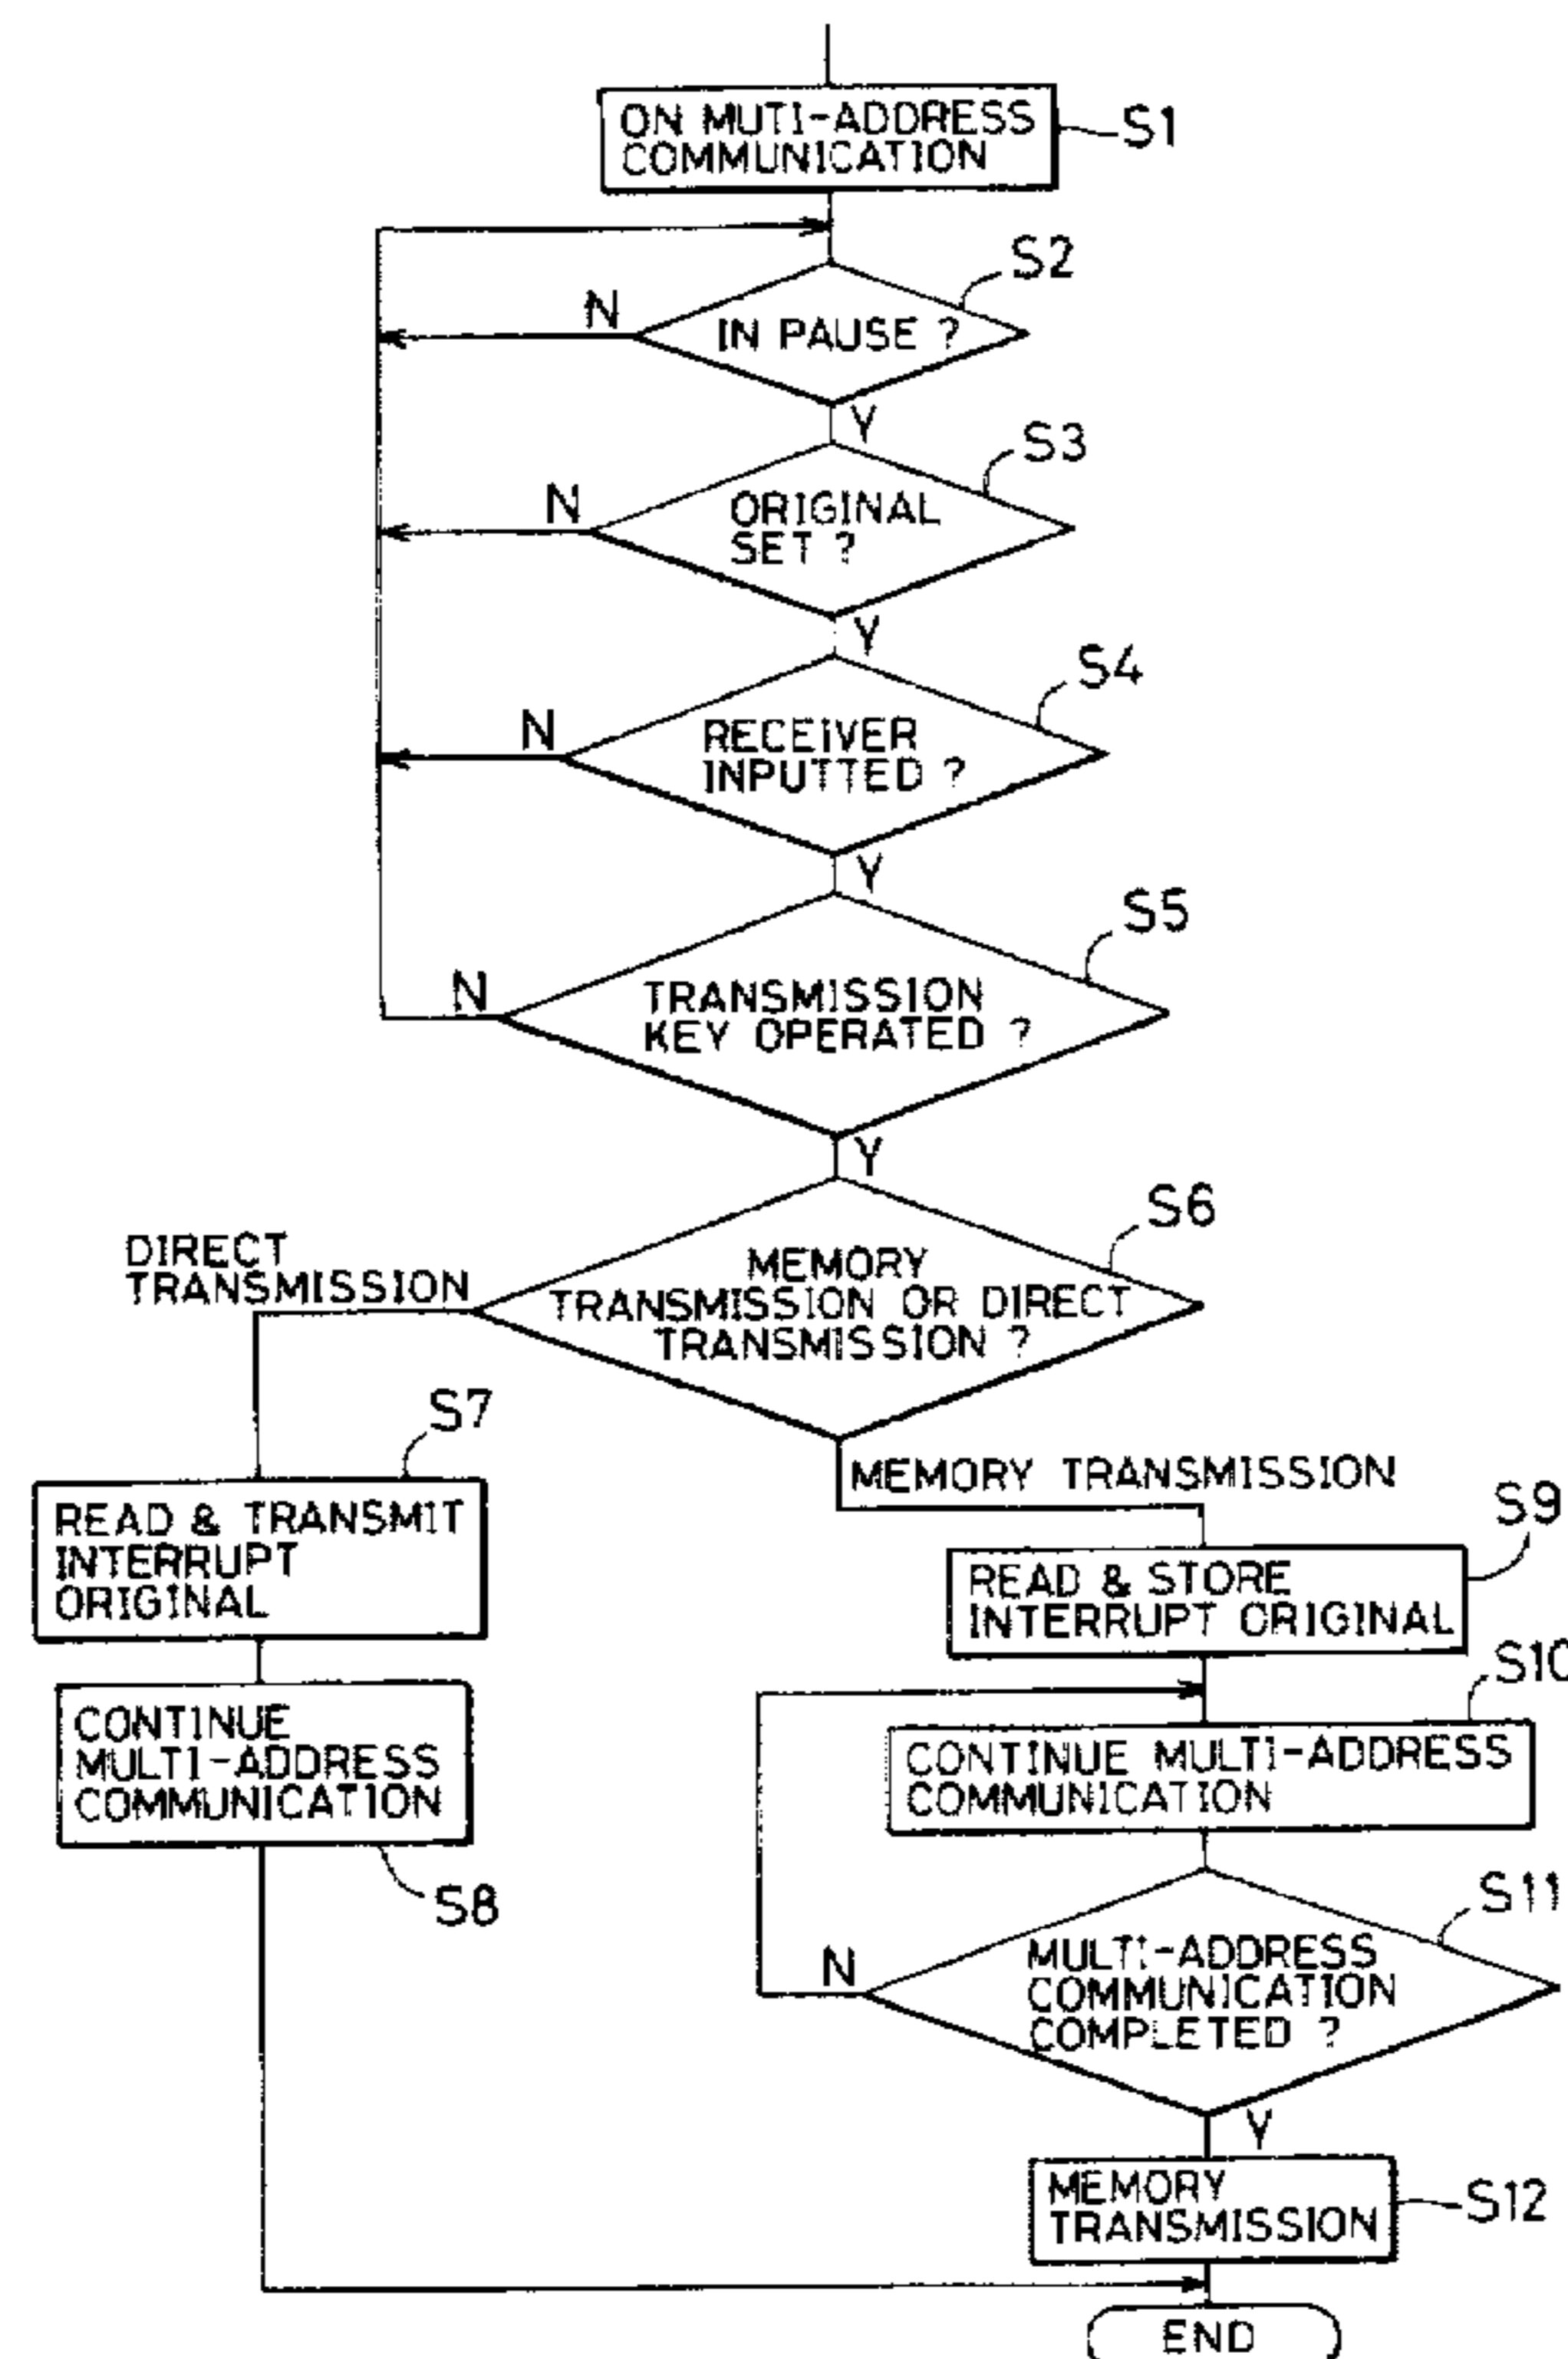 ON MUTI-ADDRESS
COMMUNICATION
S1
S2
N
IN PAUSE ?
Y
S3
N
ORIGINAL
SET ?
Y
S4
N
RECEIVER
INPUTTED ?
Y
S5
N
TRANSMISSION
KEY OPERATED ?
Y
S6
DIRECT
TRANSMISSION
MEMORY
TRANSMISSION OR DIRECT
TRANSMISSION ?
S7
MEMORY TRANSMISSION
READ & TRANSMIT
INTERRUPT
ORIGINAL
S9
READ & STORE
INTERRUPT ORIGINAL
S10
CONTINUE
MULTI-ADDRESS
COMMUNICATION
S8
CONTINUE MULTI-ADDRESS
COMMUNICATION
S11
N
MULTI-ADDRESS
COMMUNICATION
COMPLETED ?
Y
MEMORY
TRANSMISSION
S12
END